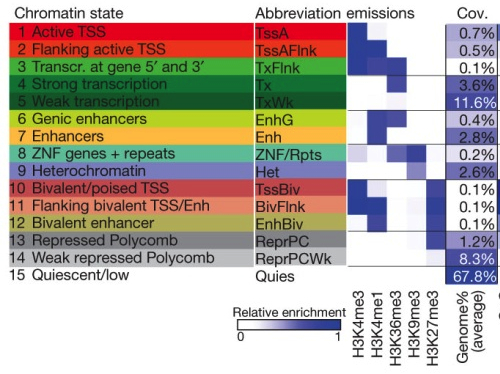 Chromatin state Abbreviation emissions Cov.
1 Active TSS TssA 0.7%
2 Flanking active TSS TssAFlnk 0.5%
3 Transcr. at gene 5′ and 3′ TxFlnk 0.1%
4 Strong transcription Tx 3.6%
5 Weak transcription TxWk 11.6%
6 Genic enhancers EnhG 0.4%
7 Enhancers Enh 2.8%
8 ZNF genes + repeats ZNF/Rpts 0.2%
9 Heterochromatin Het 2.6%
10 Bivalent/poised TSS TssBiv 0.1%
11 Flanking bivalent TSS/Enh BivFlnk 0.1%
12 Bivalent enhancer EnhBiv 0.1%
13 Repressed Polycomb ReprPC 1.2%
14 Weak repressed Polycomb ReprPCWk 8.3%
15 Quiescent/low Quies 67.8%
Relative enrichment
0 1
H3K4me3
H3K4me1
H3K36me3
H3K9me3
H3K27me3
Genome%
(average)